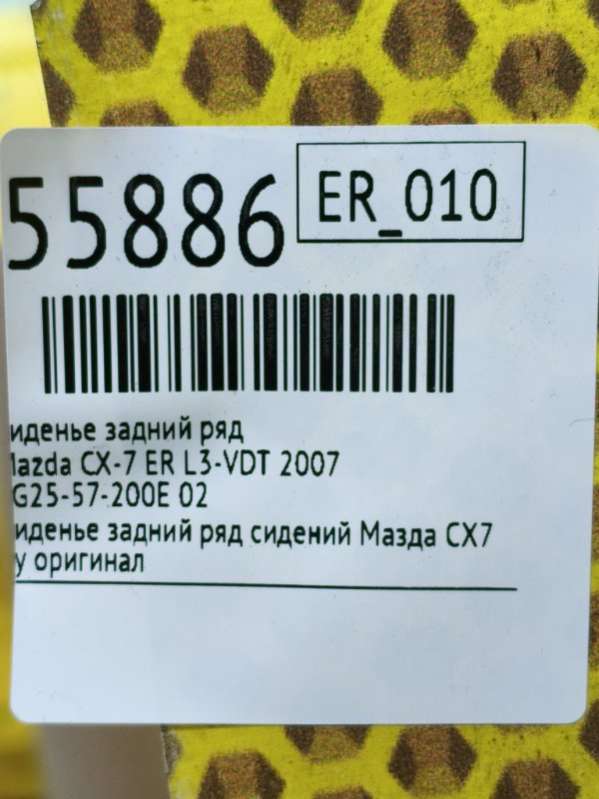 55886
ER_010
иденье задний ряд
azda CX-7 ER L3-VDT 2007
G25-57-200E 02
иденье задний ряд сидений Мазда CX7
у оригинал